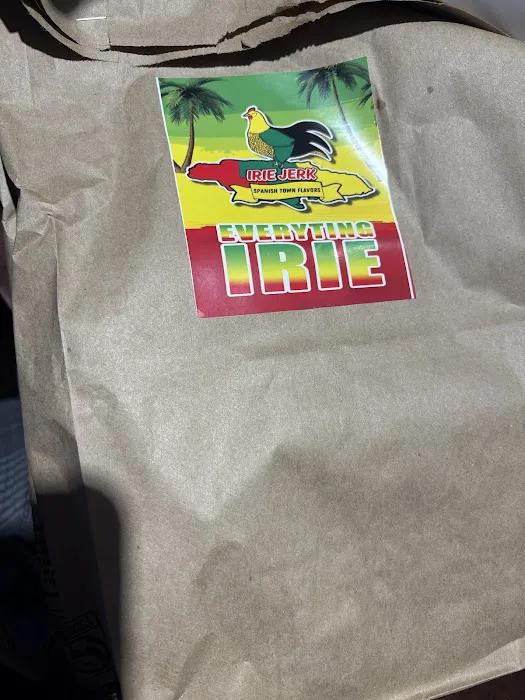 IRIE JERK
SPANISH TOWN FLAVORS
EVERYTING
IRIE